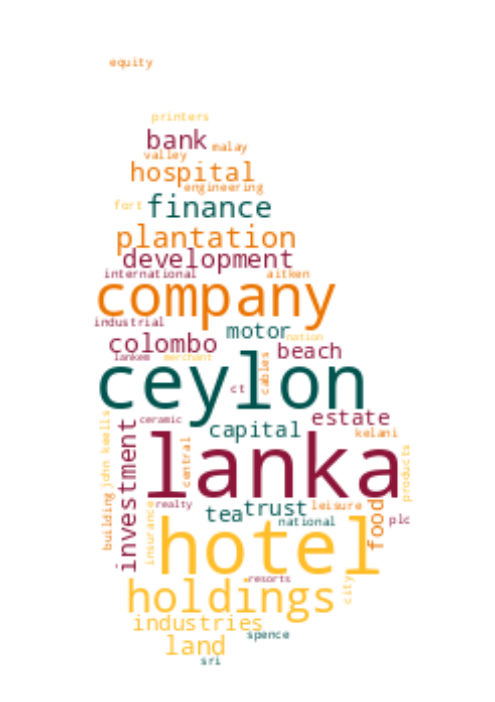 equity
printers
bank
malay
valley
hospital
engineering
fort
finance
plantation
development
international
aitken
company
industrial
motor
nation
colombo
beach
lankem
merchant
cables
ceylon
ct
estate
ceramic
capital
kelani
john keells
lanka
central
investment
products
building
realty
tea
trust
leisure
food
plc
national
insurance
hotel
resorts
city
holdings
industries
spence
land
sri